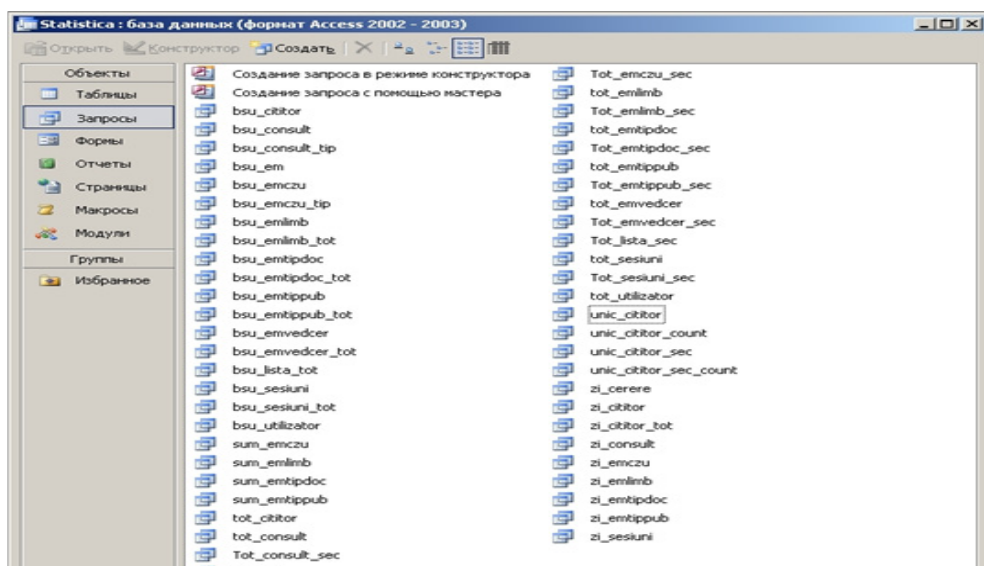 Statistica : база данных (формат Access 2002 - 2003)
Открыть Конструктор Создать
Объекты
Таблицы
Запросы
Формы
Отчеты
Страницы
Макросы
Модули
Группы
Избранное
Создание запроса в режиме конструктора
Создание запроса с помощью мастера
bsu_cititor
bsu_consult
bsu_consult_tip
bsu_em
bsu_emczu
bsu_emczu_tip
bsu_emlimb
bsu_emlimb_tot
bsu_emtipdoc
bsu_emtipdoc_tot
bsu_emtippub
bsu_emtippub_tot
bsu_emvedcer
bsu_emvedcer_tot
bsu_lista_tot
bsu_sesiuni
bsu_sesiuni_tot
bsu_utilizator
sum_emczu
sum_emlimb
sum_emtipdoc
sum_emtippub
tot_cititor
tot_consult
Tot_consult_sec
Tot_emczu_sec
tot_emlimb
Tot_emlimb_sec
tot_emtipdoc
Tot_emtipdoc_sec
tot_emtippub
Tot_emtippub_sec
tot_emvedcer
Tot_emvedcer_sec
Tot_lista_sec
tot_sesiuni
Tot_sesiuni_sec
tot_utilizator
unic_cititor
unic_cititor_count
unic_cititor_sec
unic_cititor_sec_count
zi_cerere
zi_cititor
zi_cititor_tot
zi_consult
zi_emczu
zi_emlimb
zi_emtipdoc
zi_emtippub
zi_sesiuni